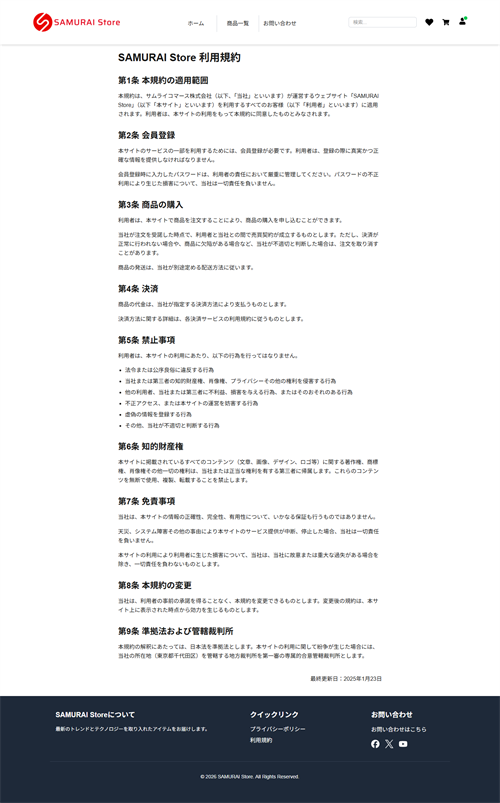 SAMURAI Store
ホーム
商品一覧
お問い合わせ
検索...
SAMURAI Store 利用規約
第1条 本規約の適用範囲
本規約は、サムライコマース株式会社（以下、「当社」といいます）が運営するウェブサイト「SAMURAI
Store」（以下「本サイト」といいます）を利用するすべてのお客様（以下「利用者」といいます）に適用
されます。利用者は、本サイトの利用をもって本規約に同意したものとみなされます。
第2条 会員登録
本サイトのサービスの一部を利用するためには、会員登録が必要です。利用者は、登録の際に真実かつ正
確な情報を提供しなければなりません。
会員登録時に入力したパスワードは、利用者の責任において厳重に管理してください。パスワードの不正
利用により生じた損害について、当社は一切責任を負いません。
第3条 商品の購入
利用者は、本サイトで商品を注文することにより、商品の購入を申し込むことができます。
当社が注文を受諾した時点で、利用者と当社との間で売買契約が成立するものとします。ただし、決済が
正常に行われない場合や、商品に欠陥がある場合など、当社が不適切と判断した場合は、注文を取り消す
ことがあります。
商品の発送は、当社が別途定める配送方法に従います。
第4条 決済
商品の代金は、当社が指定する決済方法により支払うものとします。
決済方法に関する詳細は、各決済サービスの利用規約に従うものとします。
第5条 禁止事項
利用者は、本サイトの利用にあたり、以下の行為を行ってはなりません。
• 法令または公序良俗に違反する行為
• 当社または第三者の知的財産権、肖像権、プライバシーその他の権利を侵害する行為
• 他の利用者、当社または第三者に不利益、損害を与える行為、またはそのおそれのある行為
• 不正アクセス、または本サイトの運営を妨害する行為
• 虚偽の情報を登録する行為
• その他、当社が不適切と判断する行為
第6条 知的財産権
本サイトに掲載されているすべてのコンテンツ（文章、画像、デザイン、ロゴ等）に関する著作権、商標
権、肖像権その他一切の権利は、当社または正当な権利を有する第三者に帰属します。これらのコンテン
ツを無断で使用、複製、転載することを禁止します。
第7条 免責事項
当社は、本サイトの情報の正確性、完全性、有用性について、いかなる保証も行うものではありません。
天災、システム障害その他の事由により本サイトのサービス提供が中断、停止した場合、当社は一切責任
を負いません。
本サイトの利用により利用者に生じた損害について、当社は、当社に故意または重大な過失がある場合を
除き、一切責任を負わないものとします。
第8条 本規約の変更
当社は、利用者の事前の承諾を得ることなく、本規約を変更できるものとします。変更後の規約は、本サ
イト上に表示された時点から効力を生じるものとします。
第9条 準拠法および管轄裁判所
本規約の解釈にあたっては、日本法を準拠法とします。本サイトの利用に関して紛争が生じた場合には、
当社の所在地（東京都千代田区）を管轄する地方裁判所を第一審の専属的合意管轄裁判所とします。
最終更新日：2025年1月23日
SAMURAI Storeについて
最新のトレンドとテクノロジーを取り入れたアイテムをお届けします。
クイックリンク
プライバシーポリシー
利用規約
お問い合わせ
お問い合わせはこちら
© 2026 SAMURAI Store. All Rights Reserved.